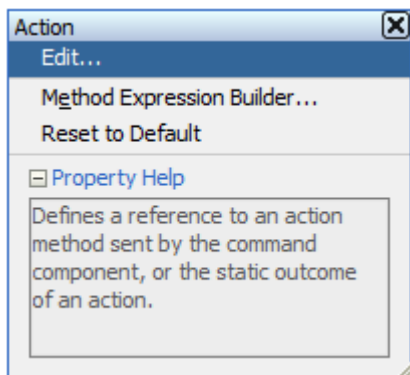 Action
Edit...
Method Expression Builder...
Reset to Default
Property Help
Defines a reference to an action
method sent by the command
component, or the static outcome
of an action.